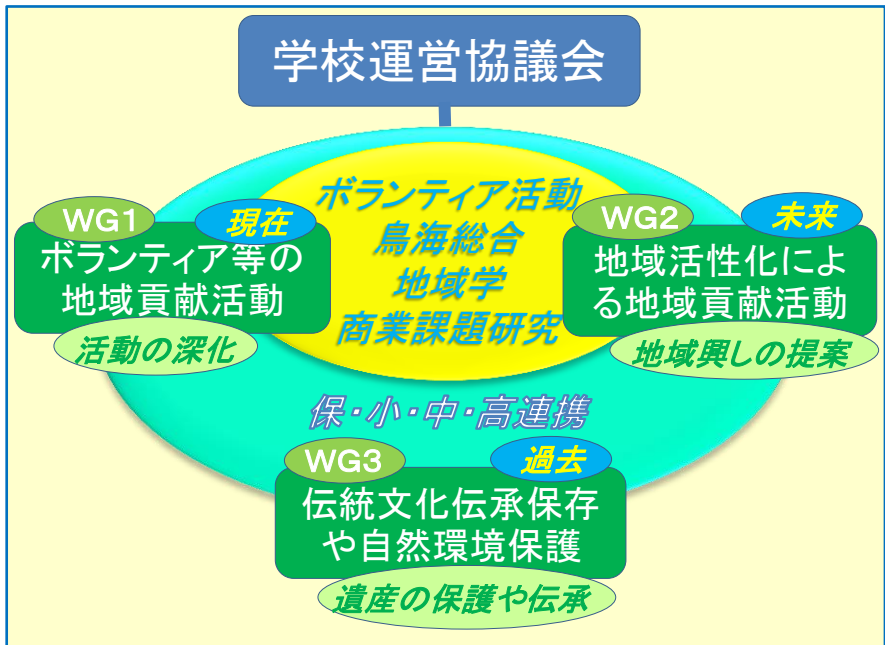 学校運営協議会
ボランティア活動
鳥海総合
地域学
商業課題研究
WG1
現在
ボランティア等の
地域貢献活動
活動の深化
WG2
未来
地域活性化によ
る地域貢献活動
地域興しの提案
保・小・中・高連携
WG3
過去
伝統文化伝承保存
や自然環境保護
遺産の保護や伝承